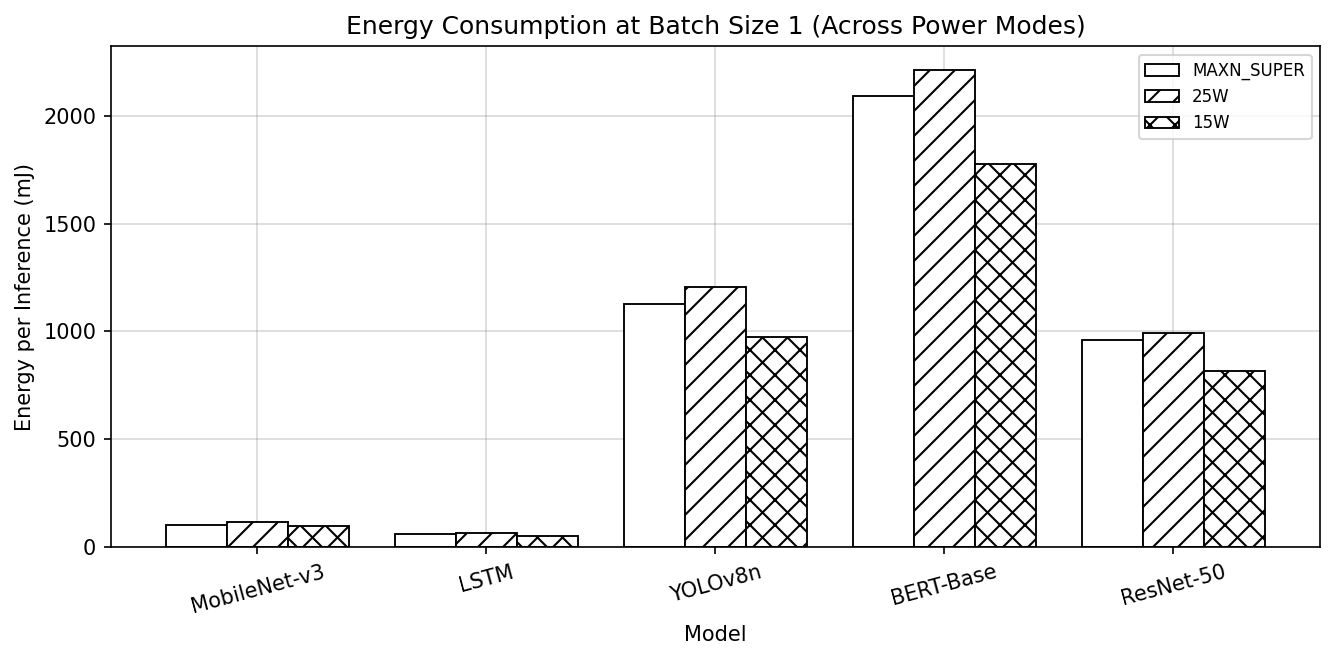 Energy Consumption at Batch Size 1 (Across Power Modes)
MAXN_SUPER
25W
15W
Energy per Inference (mJ)
2000
1500
1000
500
0
MobileNet-v3
LSTM
YOLOv8n
BERT-Base
ResNet-50
Model